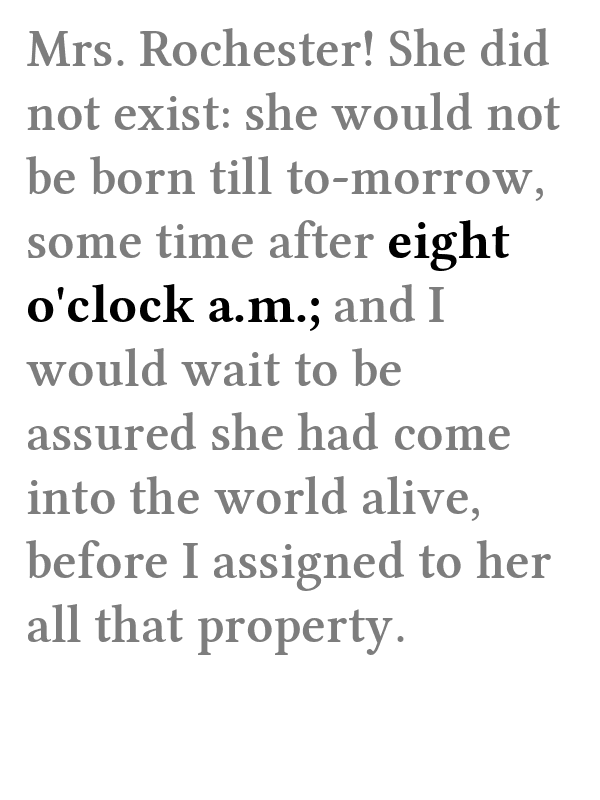 Mrs. Rochester! She did
not exist: she would not
be born till to-morrow,
some time after eight
o'clock a.m.; and I
would wait to be
assured she had come
into the world alive,
before I assigned to her
all that property.